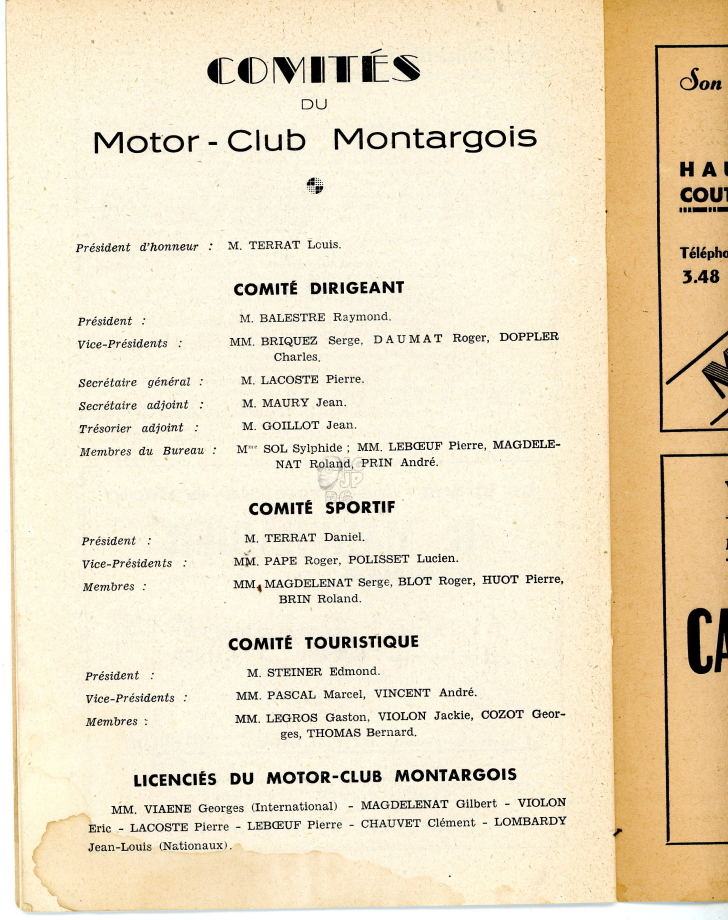 COMITÉS
DU
Motor-Club Montargois
Président d'honneur : M. TERRAT Louis.
COMITÉ DIRIGEANT
Président : M. BALESTRE Raymond.
Vice-Présidents : MM. BRIQUEZ Serge, DAUMAT Roger, DOPPLER
Charles.
Secrétaire général : M. LACOSTE Pierre.
Secrétaire adjoint : M. MAURY Jean.
Trésorier adjoint : M. GOILLOT Jean.
Membres du Bureau : Mme SOL Sylphide ; MM. LEBŒUF Pierre, MAGDELE-
NAT Roland, PRIN André.
COMITÉ SPORTIF
Président : M. TERRAT Daniel.
Vice-Présidents : MM. PAPE Roger, POLISSET Lucien.
Membres : MM. MAGDELENAT Serge, BLOT Roger, HUOT Pierre,
BRIN Roland.
COMITÉ TOURISTIQUE
Président : M. STEINER Edmond.
Vice-Présidents : MM. PASCAL Marcel, VINCENT André.
Membres : MM. LEGROS Gaston, VIOLON Jackie, COZOT Geor-
ges, THOMAS Bernard.
LICENCIÉS DU MOTOR-CLUB MONTARGOIS
MM. VIAENE Georges (International) - MAGDELENAT Gilbert - VIOLON
Eric - LACOSTE Pierre - LEBŒUF Pierre - CHAUVET Clément - LOMBARDY
Jean-Louis (Nationaux).
Son
HAU
COUT
Télépho
3.48
CA